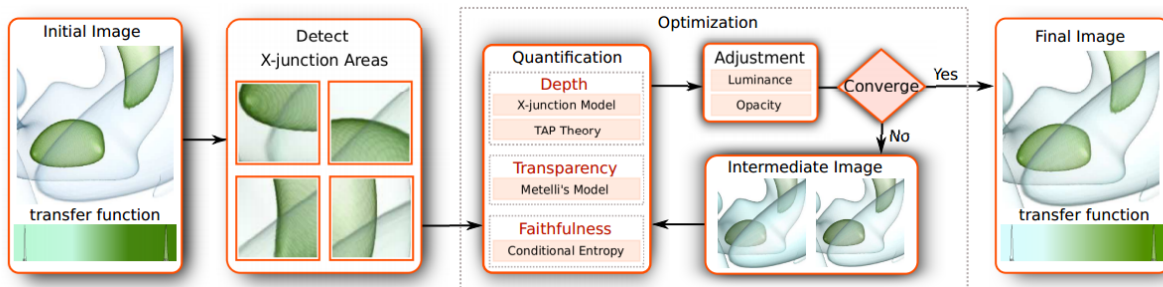 Initial Image
transfer function
Detect
X-junction Areas
Optimization
Quantification
Depth
X-junction Model
TAP Theory
Transparency
Metelli's Model
Faithfulness
Conditional Entropy
Adjustment
Luminance
Opacity
Converge
Yes
No
Intermediate Image
Final Image
transfer function